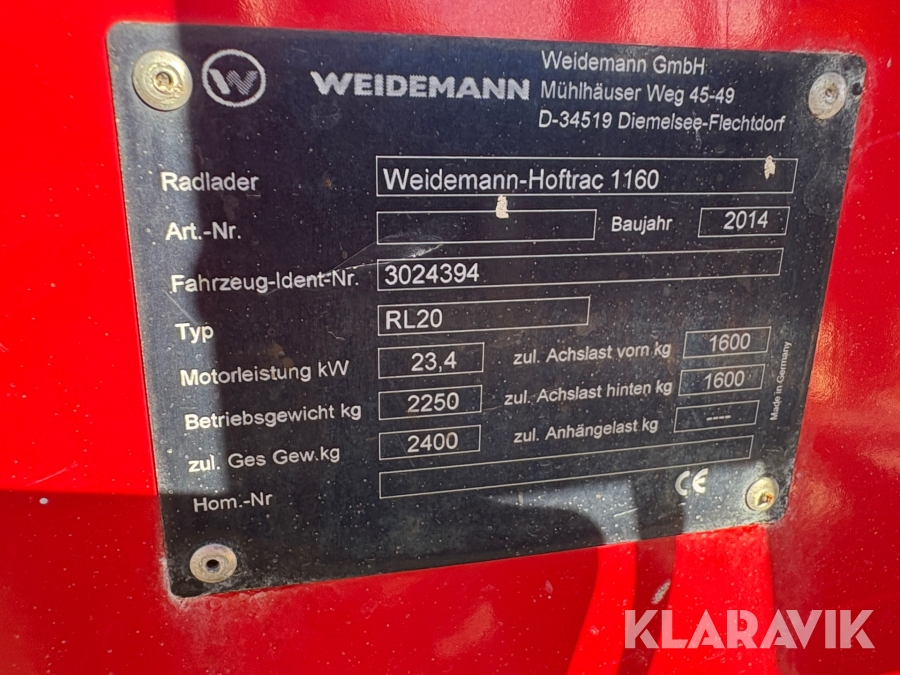 W WEIDEMANN
Weidemann GmbH
Mühlhäuser Weg 45-49
D-34519 Diemelsee-Flechtdorf
Radlader Weidemann-Hoftrac 1160
Art.-Nr. Baujahr 2014
Fahrzeug-Ident-Nr. 3024394
Typ RL20
Motorleistung kW 23,4 zul. Achslast vorn kg 1600
Betriebsgewicht kg 2250 zul. Achslast hinten kg 1600
zul. Ges Gew.kg 2400 zul. Anhängelast kg ----
Hom.-Nr
Made in Germany
CE
KLARAVIK